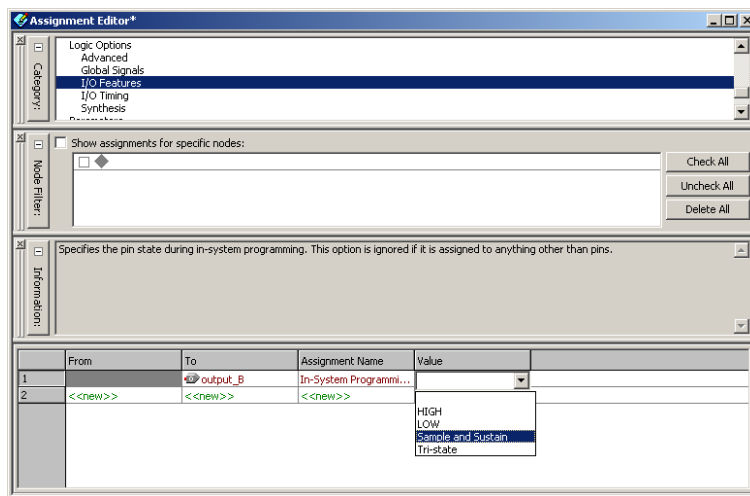 Assignment Editor*
Category:
Logic Options
Advanced
Global Signals
I/O Features
I/O Timing
Synthesis
Parameters
Node Filter:
Show assignments for specific nodes:
Check All
Uncheck All
Delete All
Information:
Specifies the pin state during in-system programming. This option is ignored if it is assigned to anything other than pins.
From To Assignment Name Value
1 output_B In-System Programmi...
2 <<new>> <<new>> <<new>>
HIGH
LOW
Sample and Sustain
Tri-state